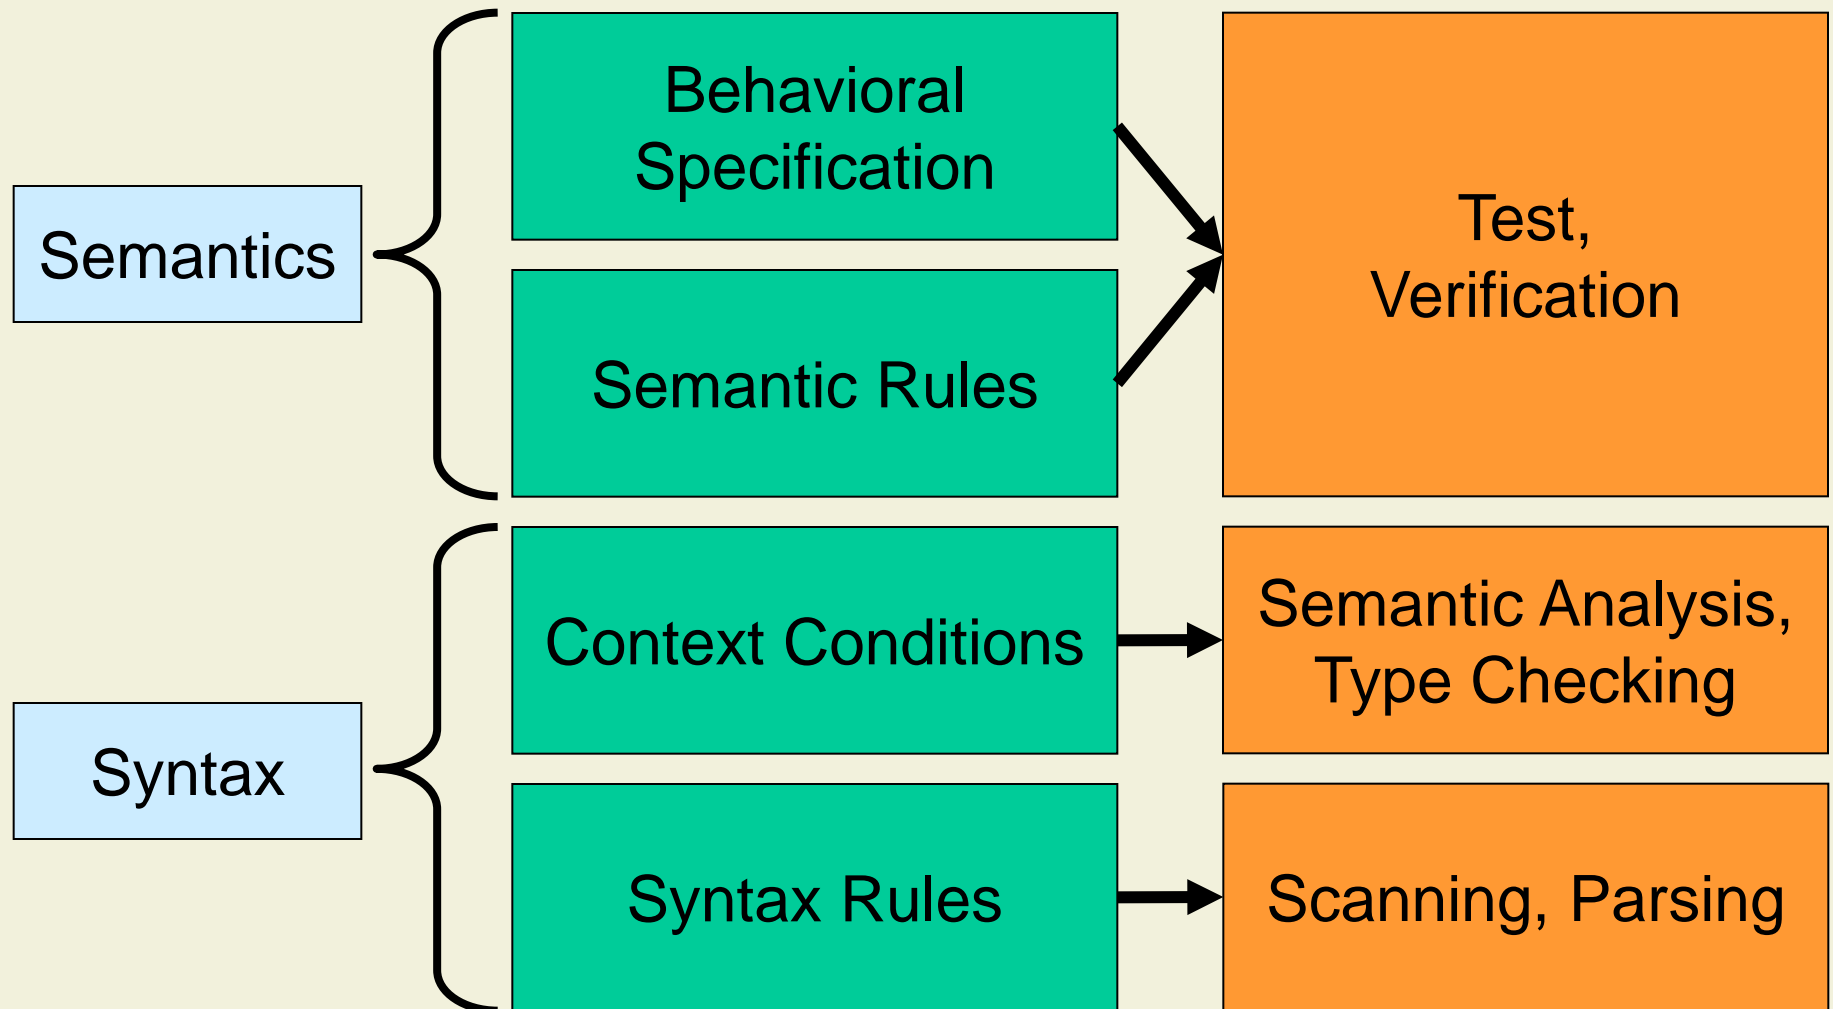 Semantics
Behavioral
Specification
Semantic Rules
Test,
Verification
Syntax
Context Conditions
Semantic Analysis,
Type Checking
Syntax Rules
Scanning, Parsing